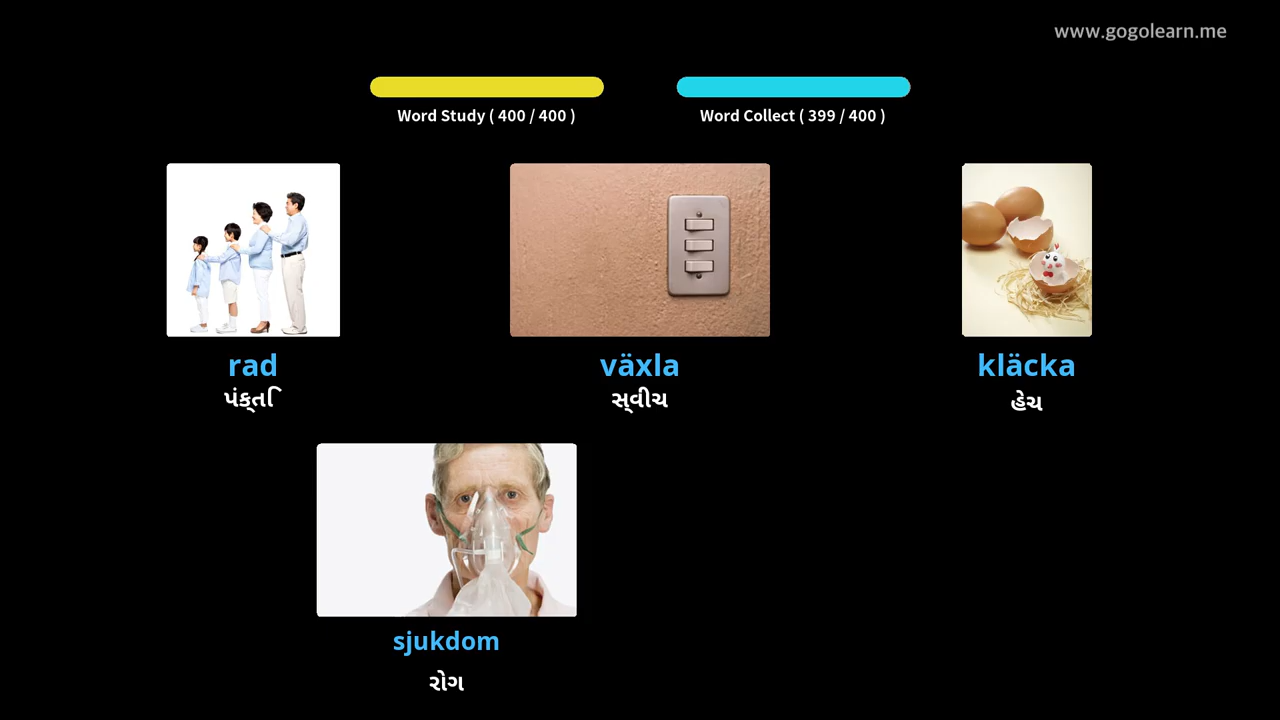 www.gogolearn.me
Word Study ( 400 / 400 )
Word Collect ( 399 / 400 )
rad
પંક્તિ
växla
સ્વીચ
kläcka
હેચ
sjukdom
રોગ